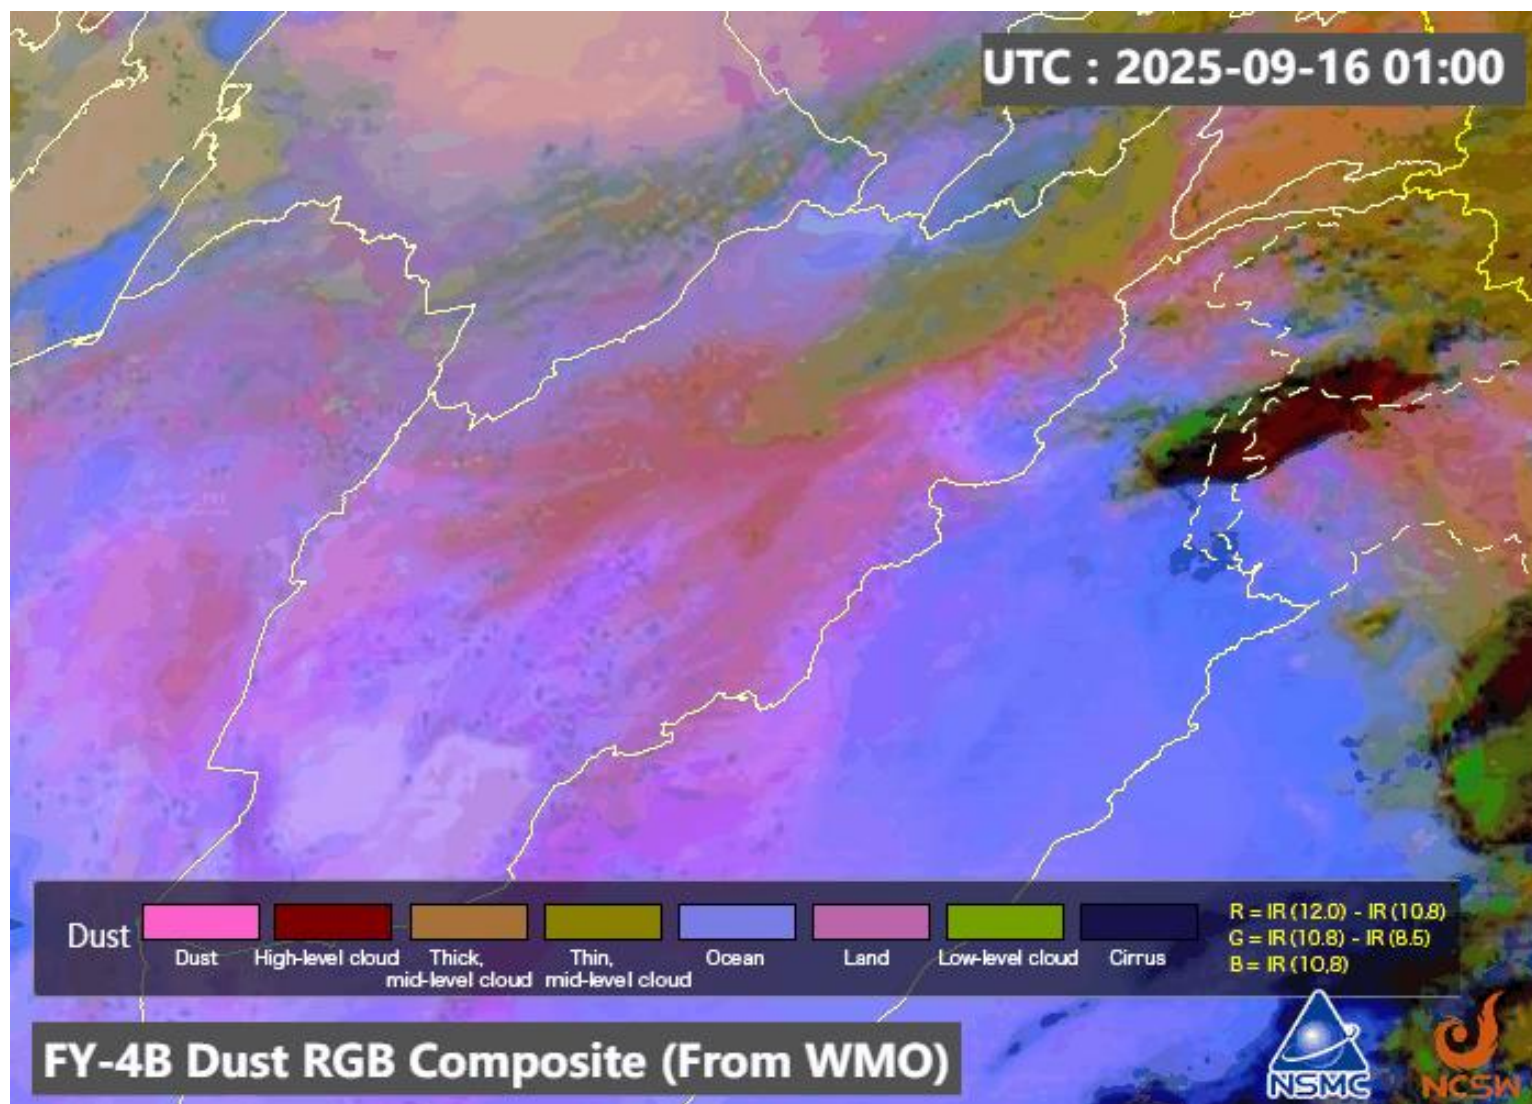 UTC : 2025-09-16 01:00
Dust
Dust
High-level cloud
Thick,
mid-level cloud
Thin,
mid-level cloud
Ocean
Land
Low-level cloud
Cirrus
R = IR (12.0) - IR (10.8)
G = IR (10.8) - IR (8.5)
B = IR (10.8)
FY-4B Dust RGB Composite (From WMO)
NSMC
NCSW